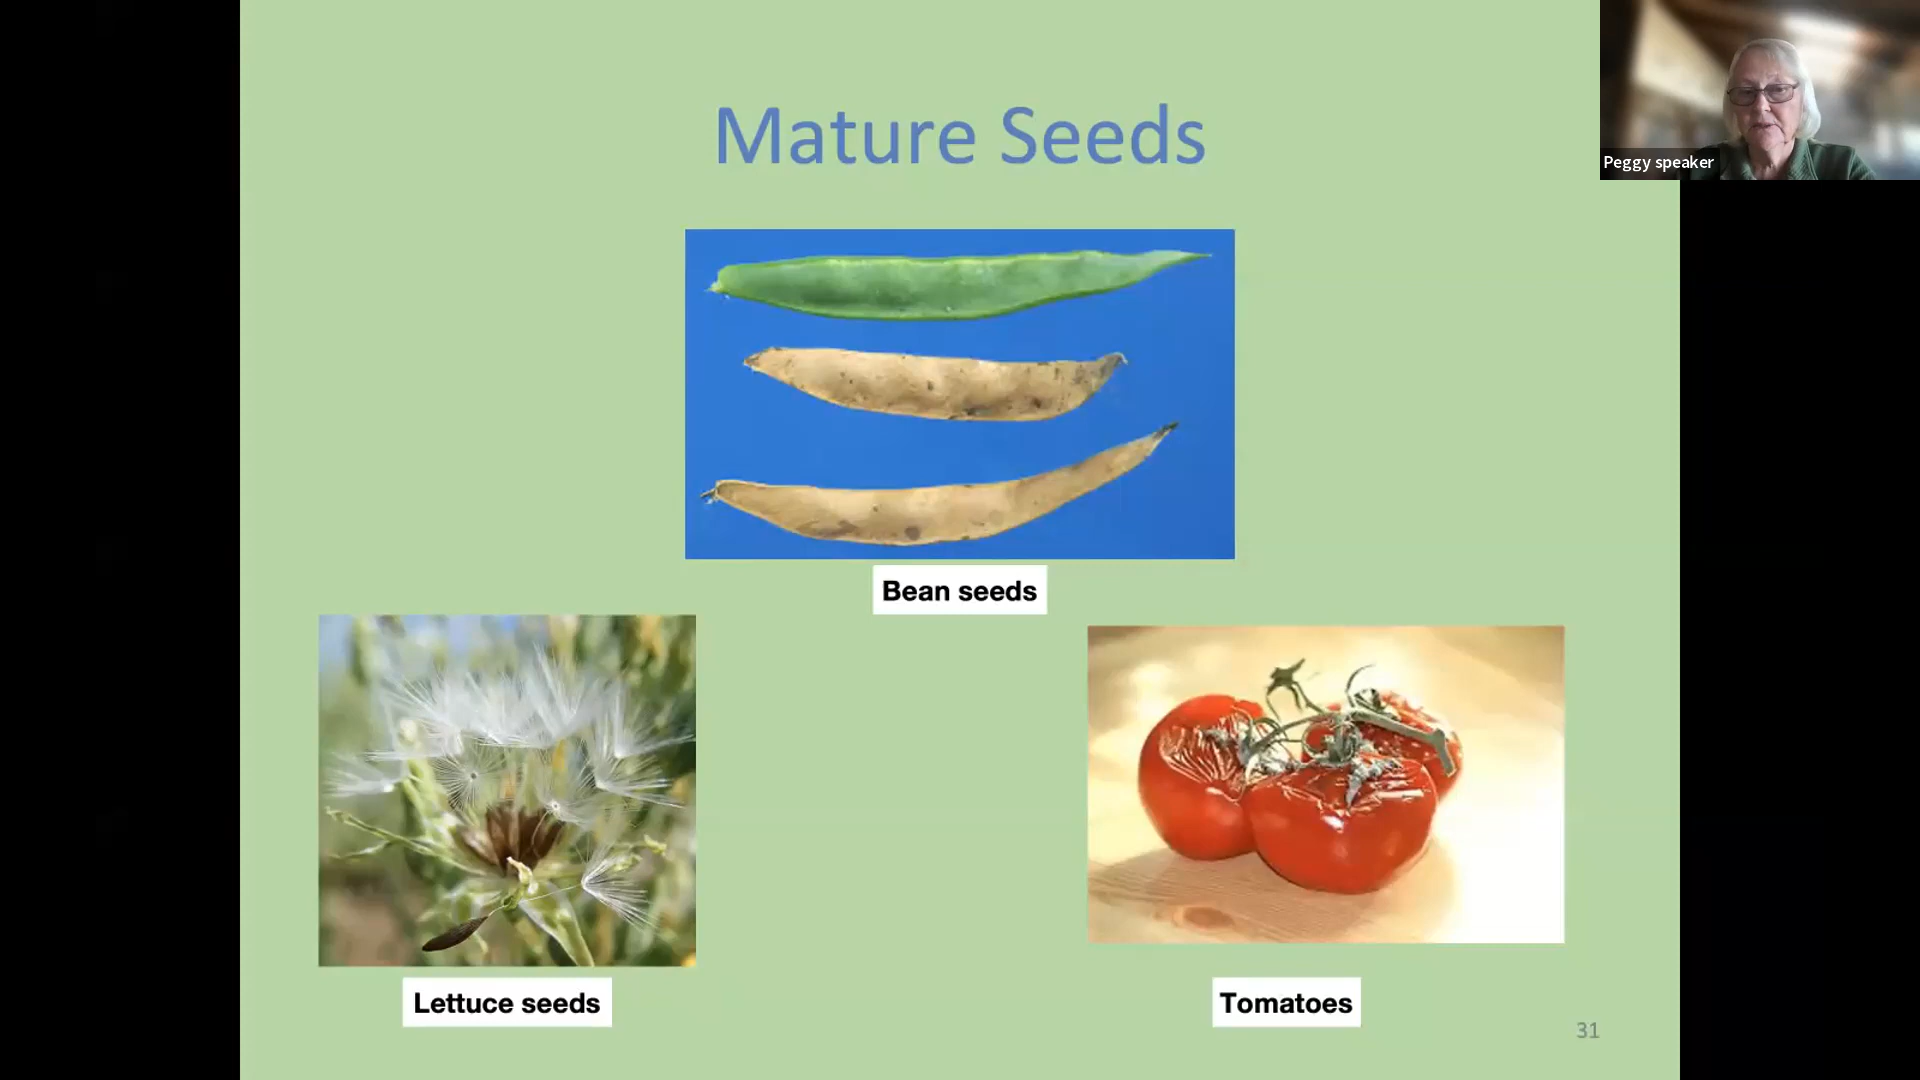 Mature Seeds
Peggy speaker
Bean seeds
Lettuce seeds
Tomatoes
31